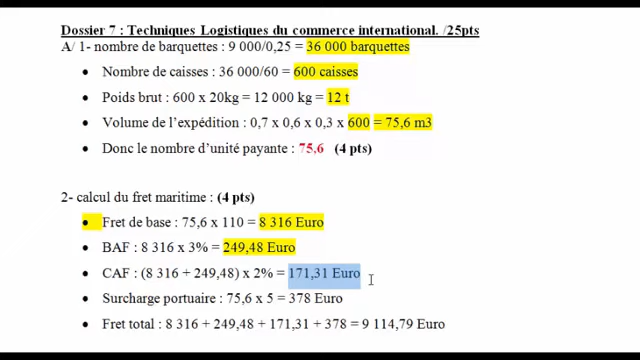 Dossier 7 : Techniques Logistiques du commerce international. /25pts
A/ 1- nombre de barquettes : 9 000/0,25 = 36 000 barquettes
• Nombre de caisses : 36 000/60 = 600 caisses
• Poids brut : 600 x 20kg = 12 000 kg = 12 t
• Volume de l'expédition : 0,7 x 0,6 x 0,3 x 600 = 75,6 m3
• Donc le nombre d'unité payante : 75,6 (4 pts)
2- calcul du fret maritime : (4 pts)
• Fret de base : 75,6 x 110 = 8 316 Euro
• BAF : 8 316 x 3% = 249,48 Euro
• CAF : (8 316 + 249,48) x 2% = 171,31 Euro
• Surcharge portuaire : 75,6 x 5 = 378 Euro
• Fret total : 8 316 + 249,48 + 171,31 + 378 = 9 114,79 Euro